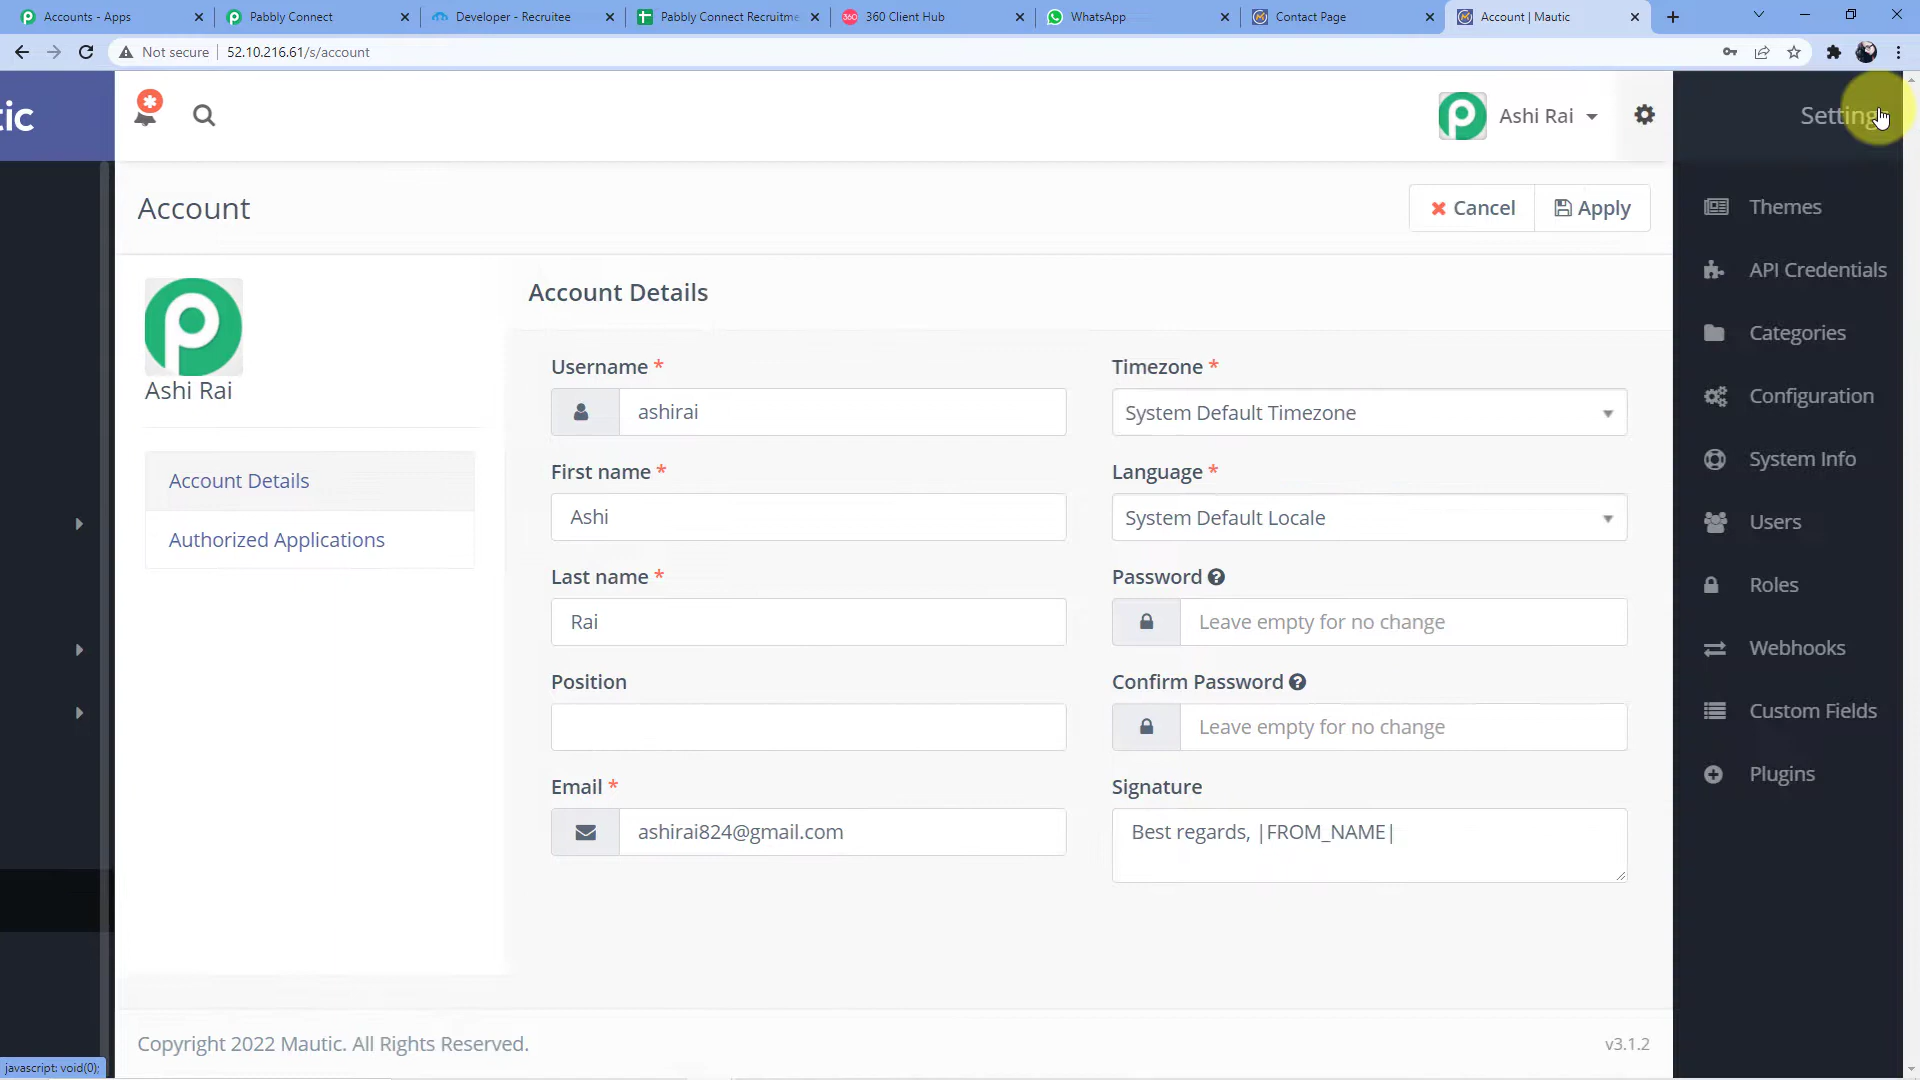 Accounts - Apps
Pabbly Connect
Developer - Recruitee
Pabbly Connect Recruitme
360 Client Hub
WhatsApp
Contact Page
Account | Mautic
Not secure
52.10.216.61/s/account
tic
Ashi Rai
Setting
Account
Cancel
Apply
Themes
API Credentials
Categories
Configuration
System Info
Users
Roles
Webhooks
Custom Fields
Plugins
Ashi Rai
Account Details
Authorized Applications
Account Details
Username *
ashirai
Timezone *
System Default Timezone
First name *
Ashi
Language *
System Default Locale
Last name *
Rai
Password
Leave empty for no change
Position
Confirm Password
Leave empty for no change
Email *
ashirai824@gmail.com
Signature
Best regards, |FROM_NAME|
Copyright 2022 Mautic. All Rights Reserved.
v3.1.2
javascript: void(0);